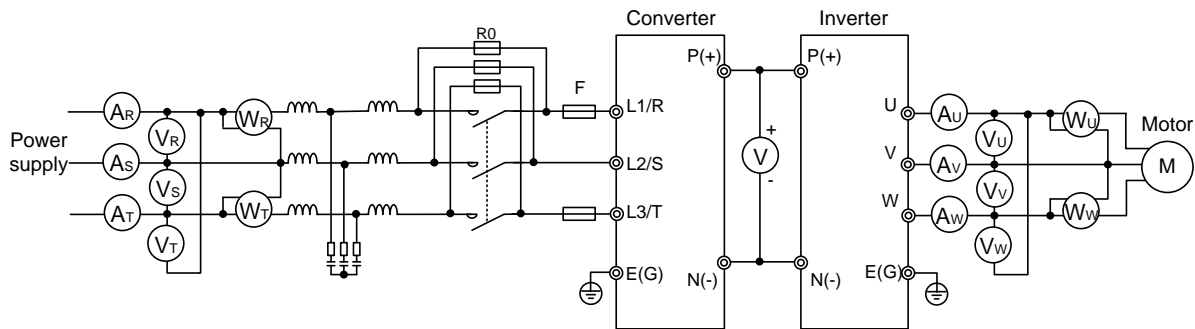 Converter
Inverter
R0
P(+)
P(+)
F
AR
WR
L1/R
U
AU
WU
Motor
VR
+
VU
Power
supply
AS
L2/S
V
V
AV
M
VS
-
VV
AT
WT
L3/T
W
AW
WW
VT
VW
E(G)
N(-)
N(-)
E(G)